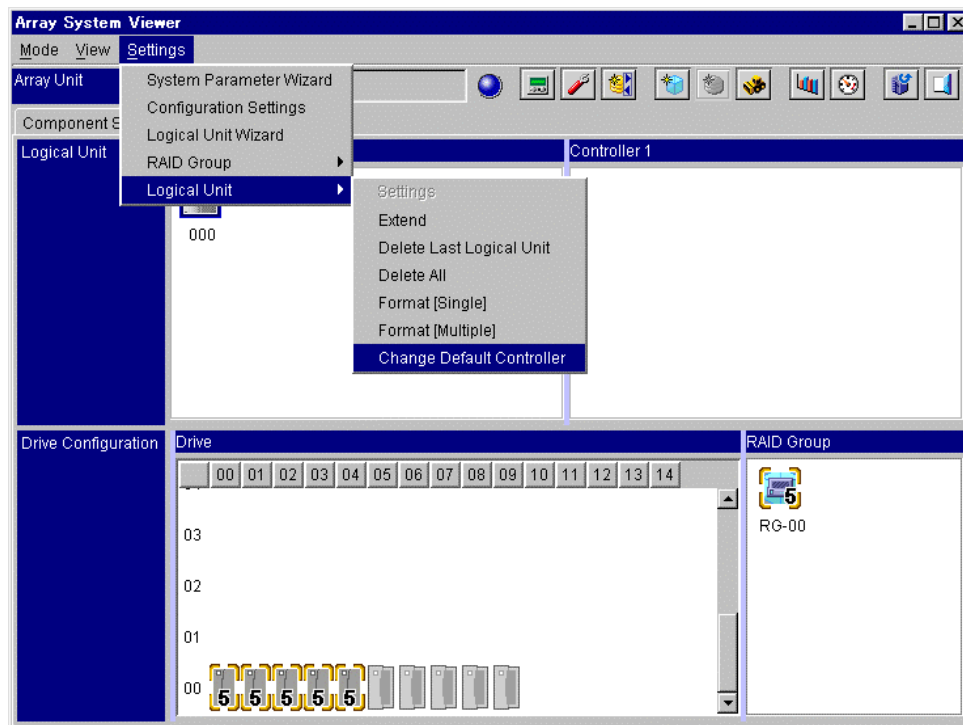 Array System Viewer
Mode View Settings
Array Unit
System Parameter Wizard
Configuration Settings
Logical Unit Wizard
RAID Group
Logical Unit
Component S
Logical Unit
Controller 1
000
Settings
Extend
Delete Last Logical Unit
Delete All
Format [Single]
Format [Multiple]
Change Default Controller
Drive Configuration
Drive
RAID Group
00 01 02 03 04 05 06 07 08 09 10 11 12 13 14
03
02
01
00 5 5 5 5 5
5
RG-00